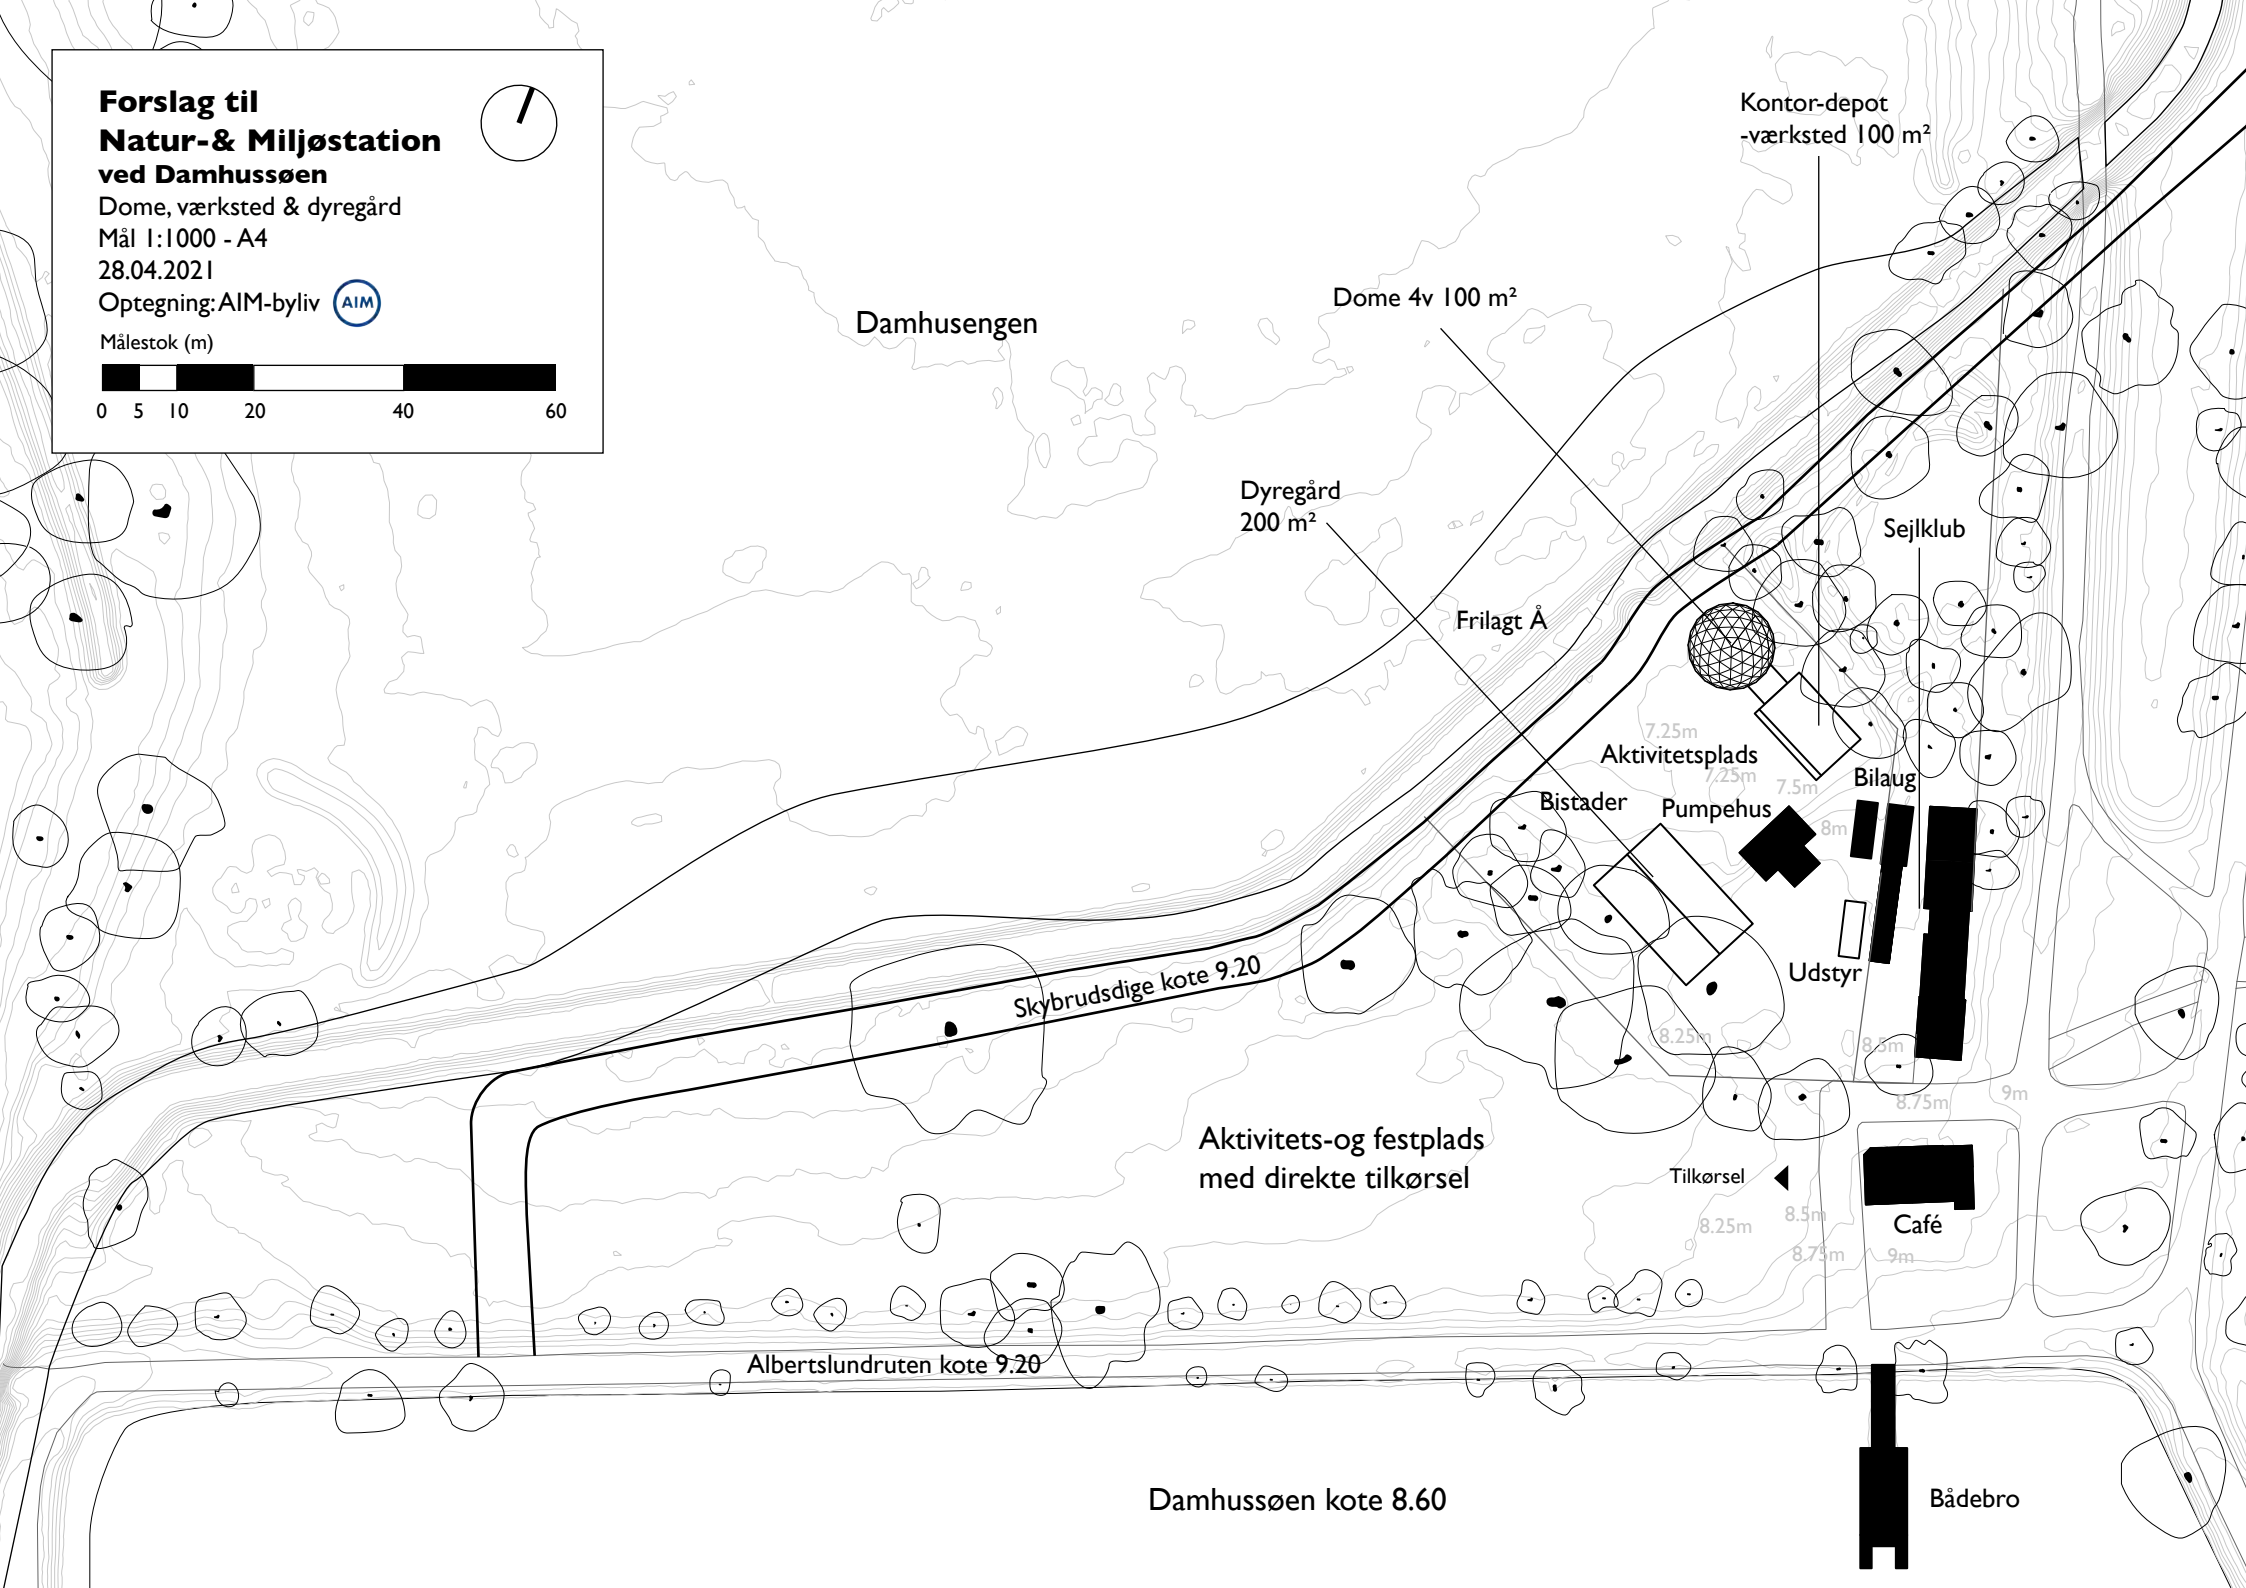 Forslag til
Natur-& Miljøstation
ved Damhussøen
Dome, værksted & dyregård
Mål 1:1000 - A4
28.04.2021
Optegning: AIM-byliv AIM
Målestok (m)
0 5 10 20 40 60
Kontor-depot
-værksted 100 m²
Dome 4v 100 m²
Damhusengen
Dyregård
200 m²
Sejlklub
Frilagt Å
7.25m
Aktivitetsplads
7.25m
7.5m
Bilaug
Bistader
Pumpehus
8m
Udstyr
Skybrudsdige kote 9.20
8.25m
8.5m
8.75m
9m
Aktivitets-og festplads
med direkte tilkørsel
Tilkørsel
8.25m
8.5m
Café
8.75m
9m
Albertslundruten kote 9.20
Damhussøen kote 8.60
Bådebro